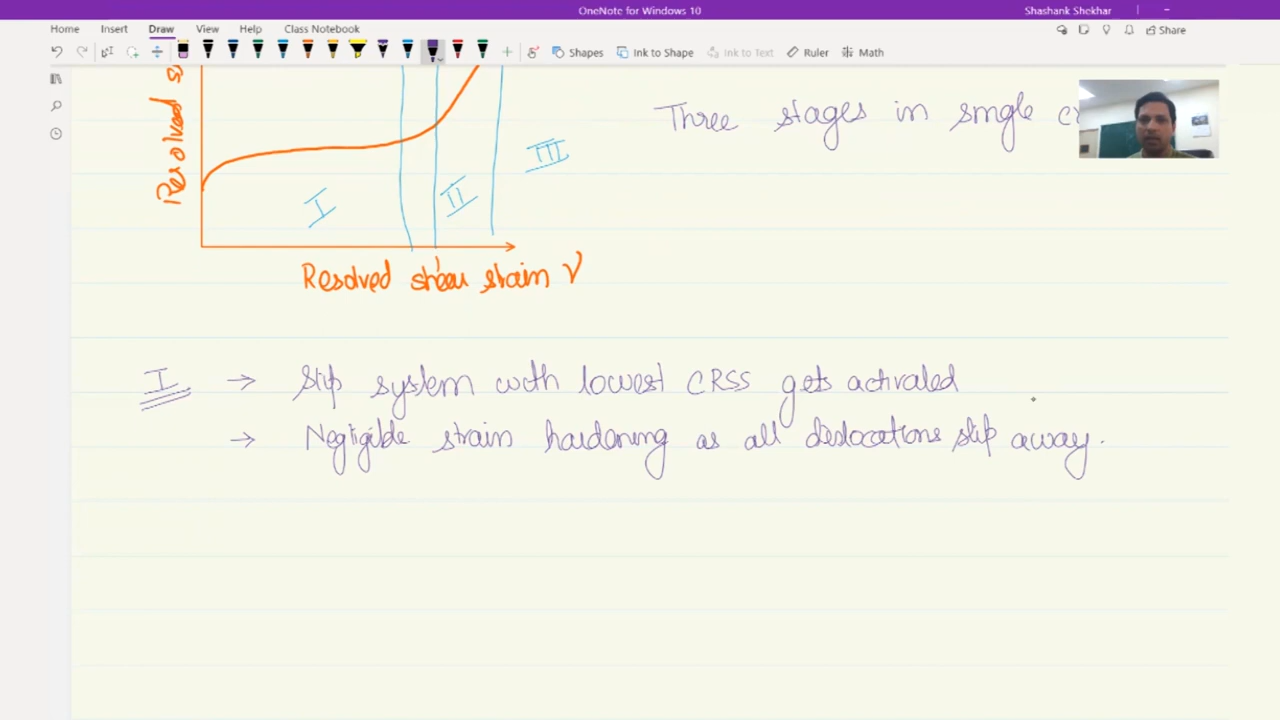 OneNote for Windows 10
Shashank Shekhar
Home Insert Draw View Help Class Notebook
Share
Shapes Ink to Shape Ink to Text Ruler Math
Resolved s
Three stages in single c
I
II
III
Resolved shear strain γ
I → Slip system with lowest CRSS gets activated
→ Negligible strain hardening as all dislocations slip away.